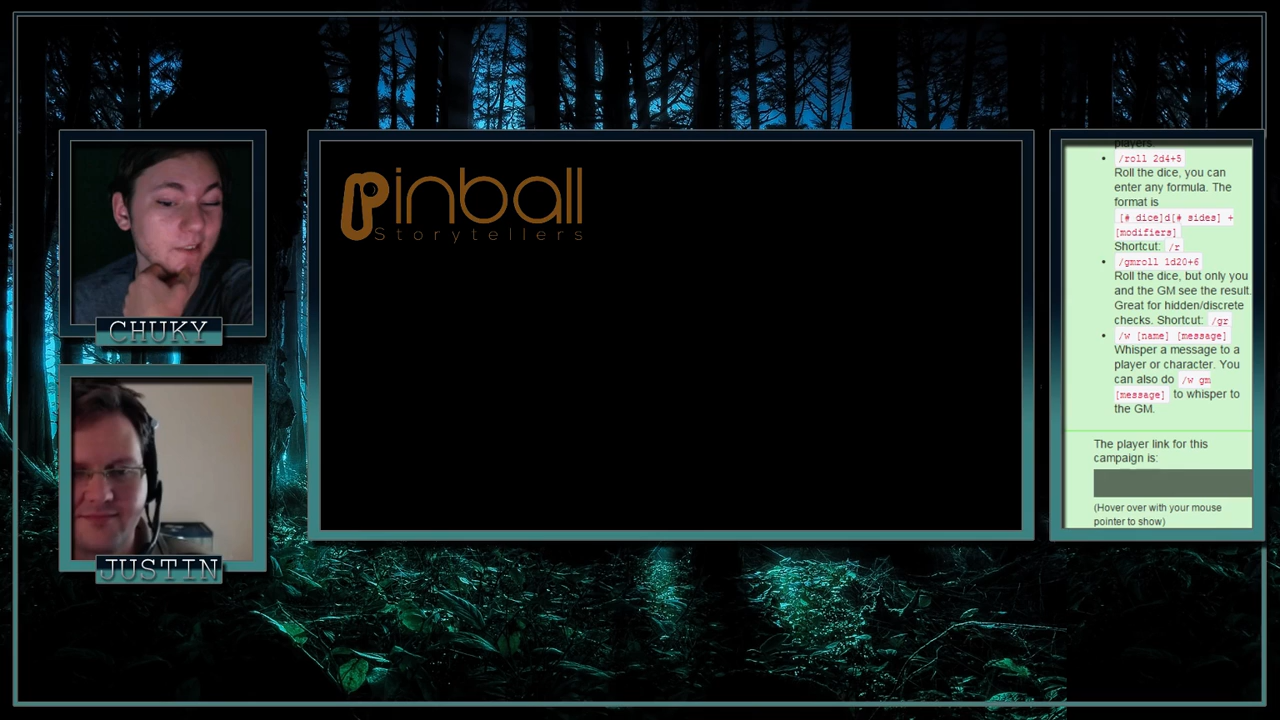 Pinball
Storytellers
CHUKY
JUSTIN
players.
/roll 2d4+5
Roll the dice, you can
enter any formula. The
format is
[# dice]d[# sides] +
[modifiers]
Shortcut: /r
/gmroll 1d20+6
Roll the dice, but only you
and the GM see the result.
Great for hidden/discrete
checks. Shortcut: /gr
/w [name] [message]
Whisper a message to a
player or character. You
can also do /w gm
[message] to whisper to
the GM.
The player link for this
campaign is:
(Hover over with your mouse
pointer to show)